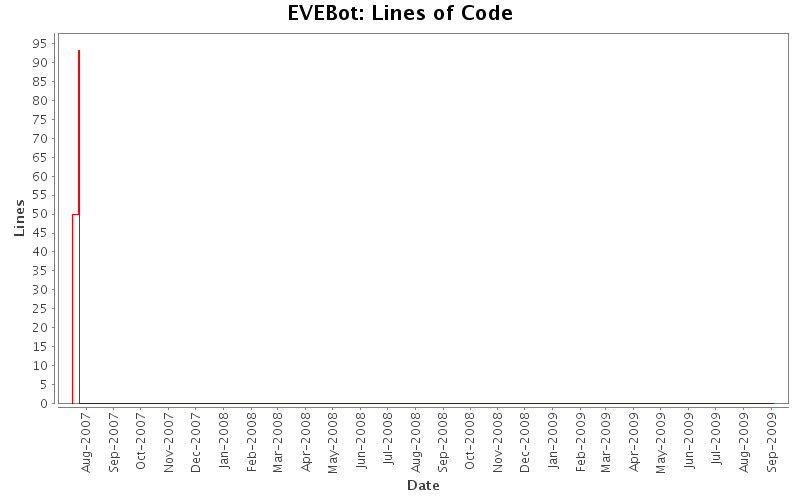 EVEBot: Lines of Code
Lines
95
90
85
80
75
70
65
60
55
50
45
40
35
30
25
20
15
10
5
0
Aug-2007
Sep-2007
Oct-2007
Nov-2007
Dec-2007
Jan-2008
Feb-2008
Mar-2008
Apr-2008
May-2008
Jun-2008
Jul-2008
Aug-2008
Sep-2008
Oct-2008
Nov-2008
Dec-2008
Jan-2009
Feb-2009
Mar-2009
Apr-2009
May-2009
Jun-2009
Jul-2009
Aug-2009
Sep-2009
Date